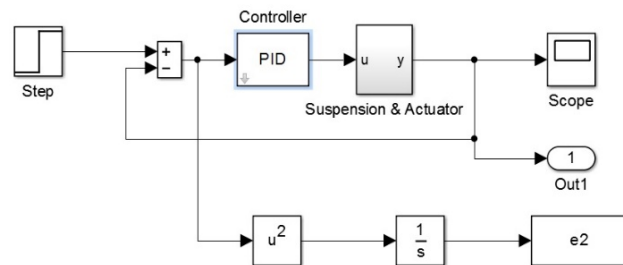 Controller
+
−
PID
u
y
Step
Suspension & Actuator
Scope
1
Out1
u²
1
s
e2